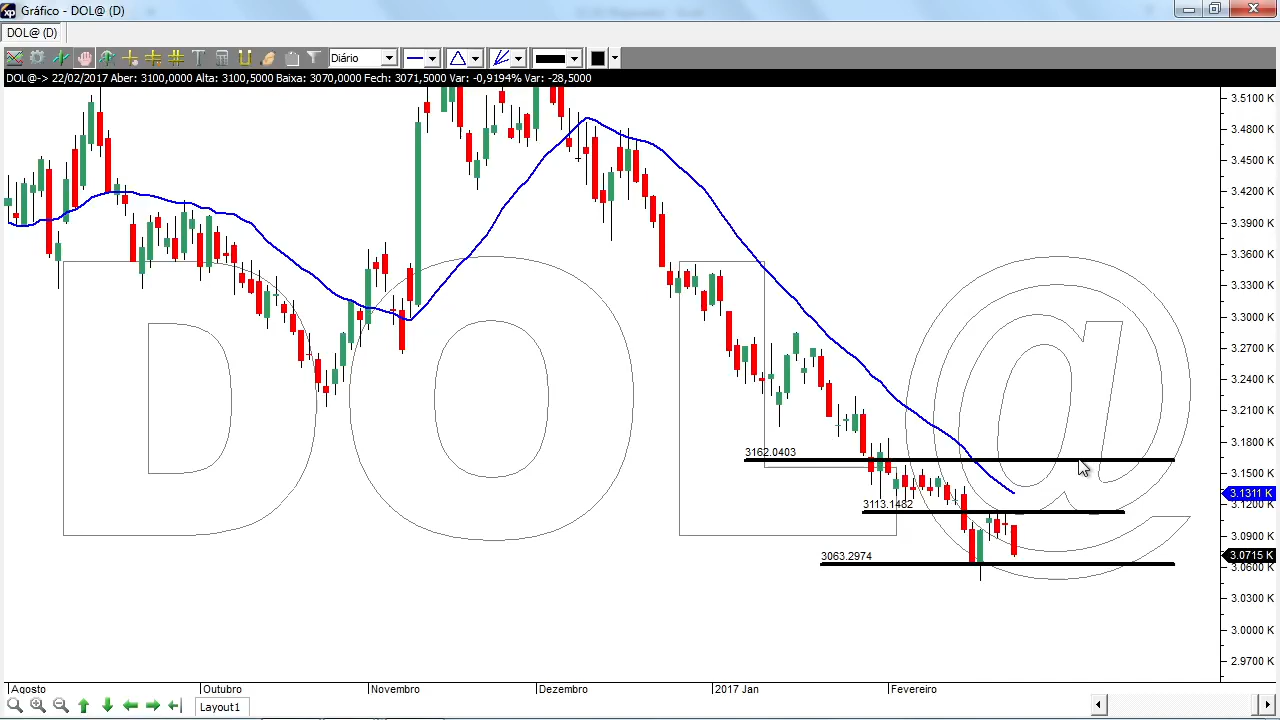 xp Gráfico - DOL@ (D)
DOL@ (D)
Diário
DOL@-> 22/02/2017 Aber: 3100,0000 Alta: 3100,5000 Baixa: 3070,0000 Fech: 3071,5000 Var: -0,9194% Var: -28,5000
DOL@
3.5100 K
3.4800 K
3.4500 K
3.4200 K
3.3900 K
3.3600 K
3.3300 K
3.3000 K
3.2700 K
3.2400 K
3.2100 K
3.1800 K
3162.0403
3.1500 K
3.1311 K
3113.1482
3.1200 K
3.0900 K
3063.2974
3.0715 K
3.0600 K
3.0300 K
3.0000 K
2.9700 K
Agosto Outubro Novembro Dezembro 2017 Jan Fevereiro
Layout1